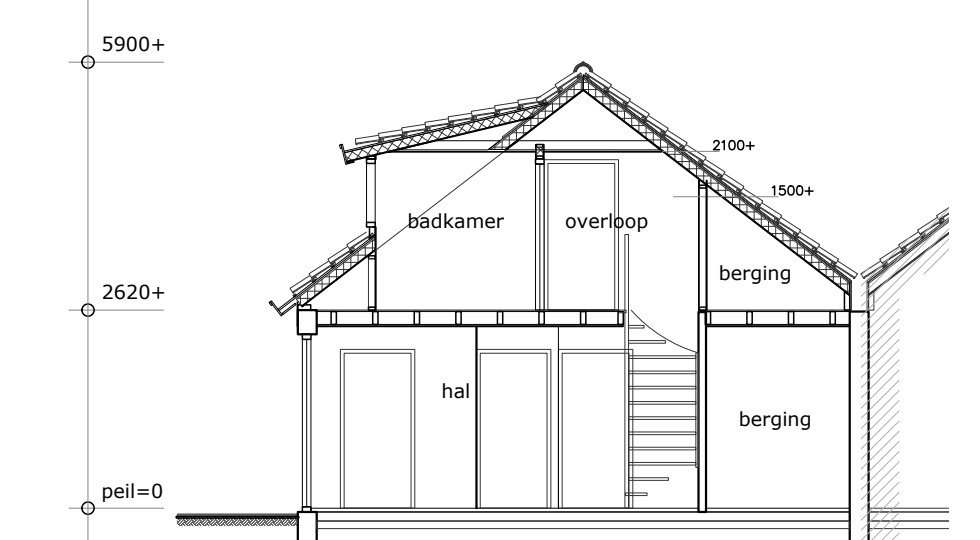 5900+
2100+
1500+
badkamer
overloop
berging
2620+
hal
berging
peil=0